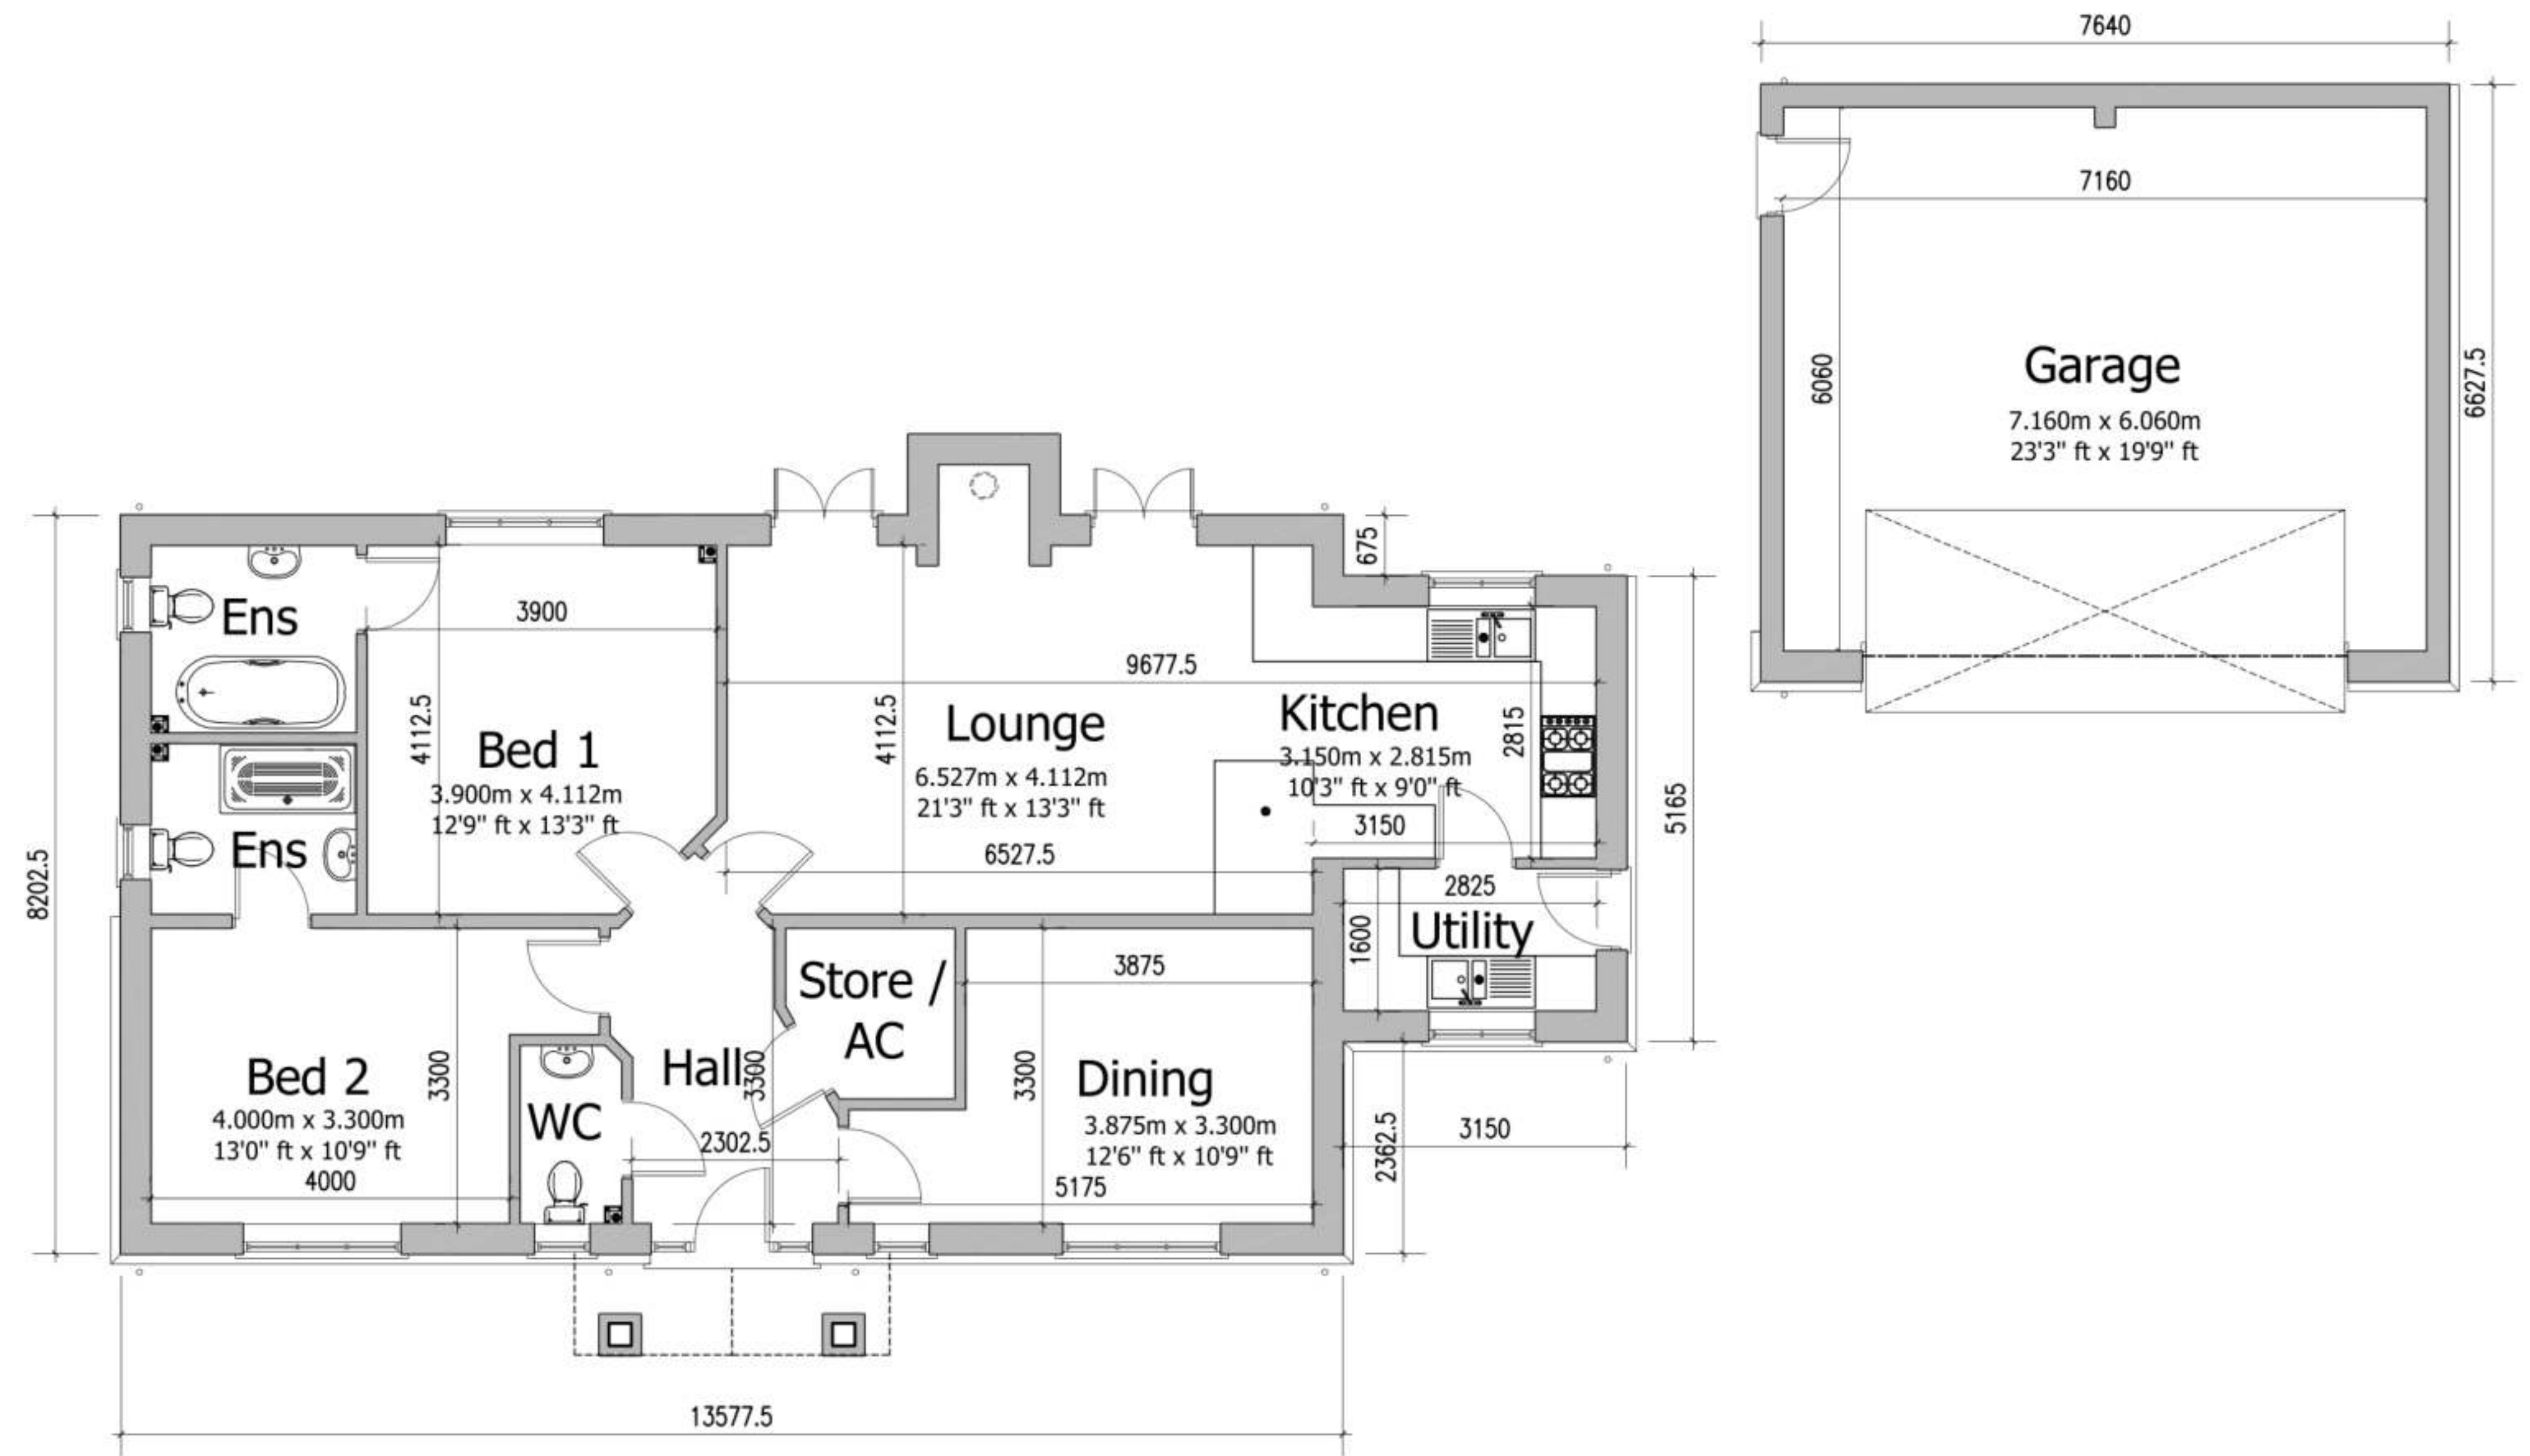 7640
7160
6060
Garage
7.160m x 6.060m
23'3" ft x 19'9" ft
6627.5
675
Ens
3900
9677.5
4112.5
Bed 1
3.900m x 4.112m
12'9" ft x 13'3" ft
4112.5
Lounge
6.527m x 4.112m
21'3" ft x 13'3" ft
Kitchen
3.150m x 2.815m
10'3" ft x 9'0" ft
2815
3150
6527.5
5165
8202.5
Ens
2825
Utility
1600
Store /
AC
3875
Bed 2
4.000m x 3.300m
13'0" ft x 10'9" ft
4000
3300
WC
Hall
3300
2302.5
3300
Dining
3.875m x 3.300m
12'6" ft x 10'9" ft
5175
2362.5
3150
13577.5